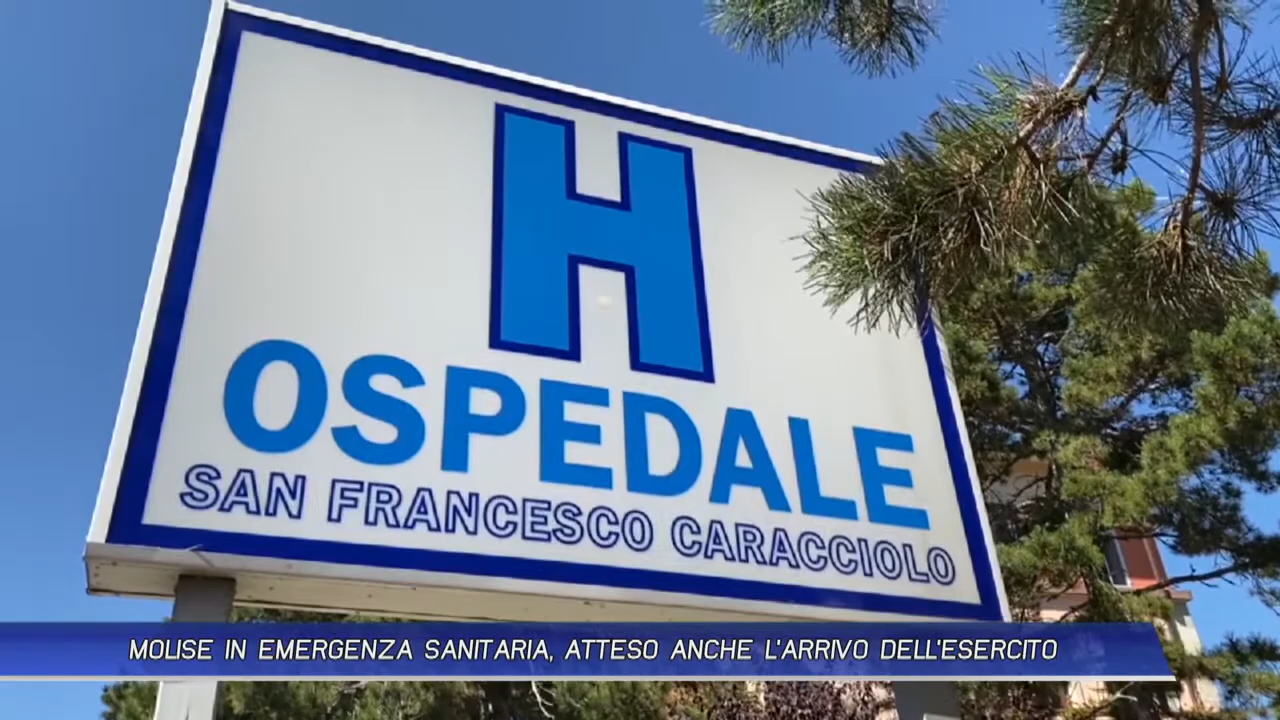 H
OSPEDALE
SAN FRANCESCO CARACCIOLO
MOLISE IN EMERGENZA SANITARIA, ATTESO ANCHE L'ARRIVO DELL'ESERCITO